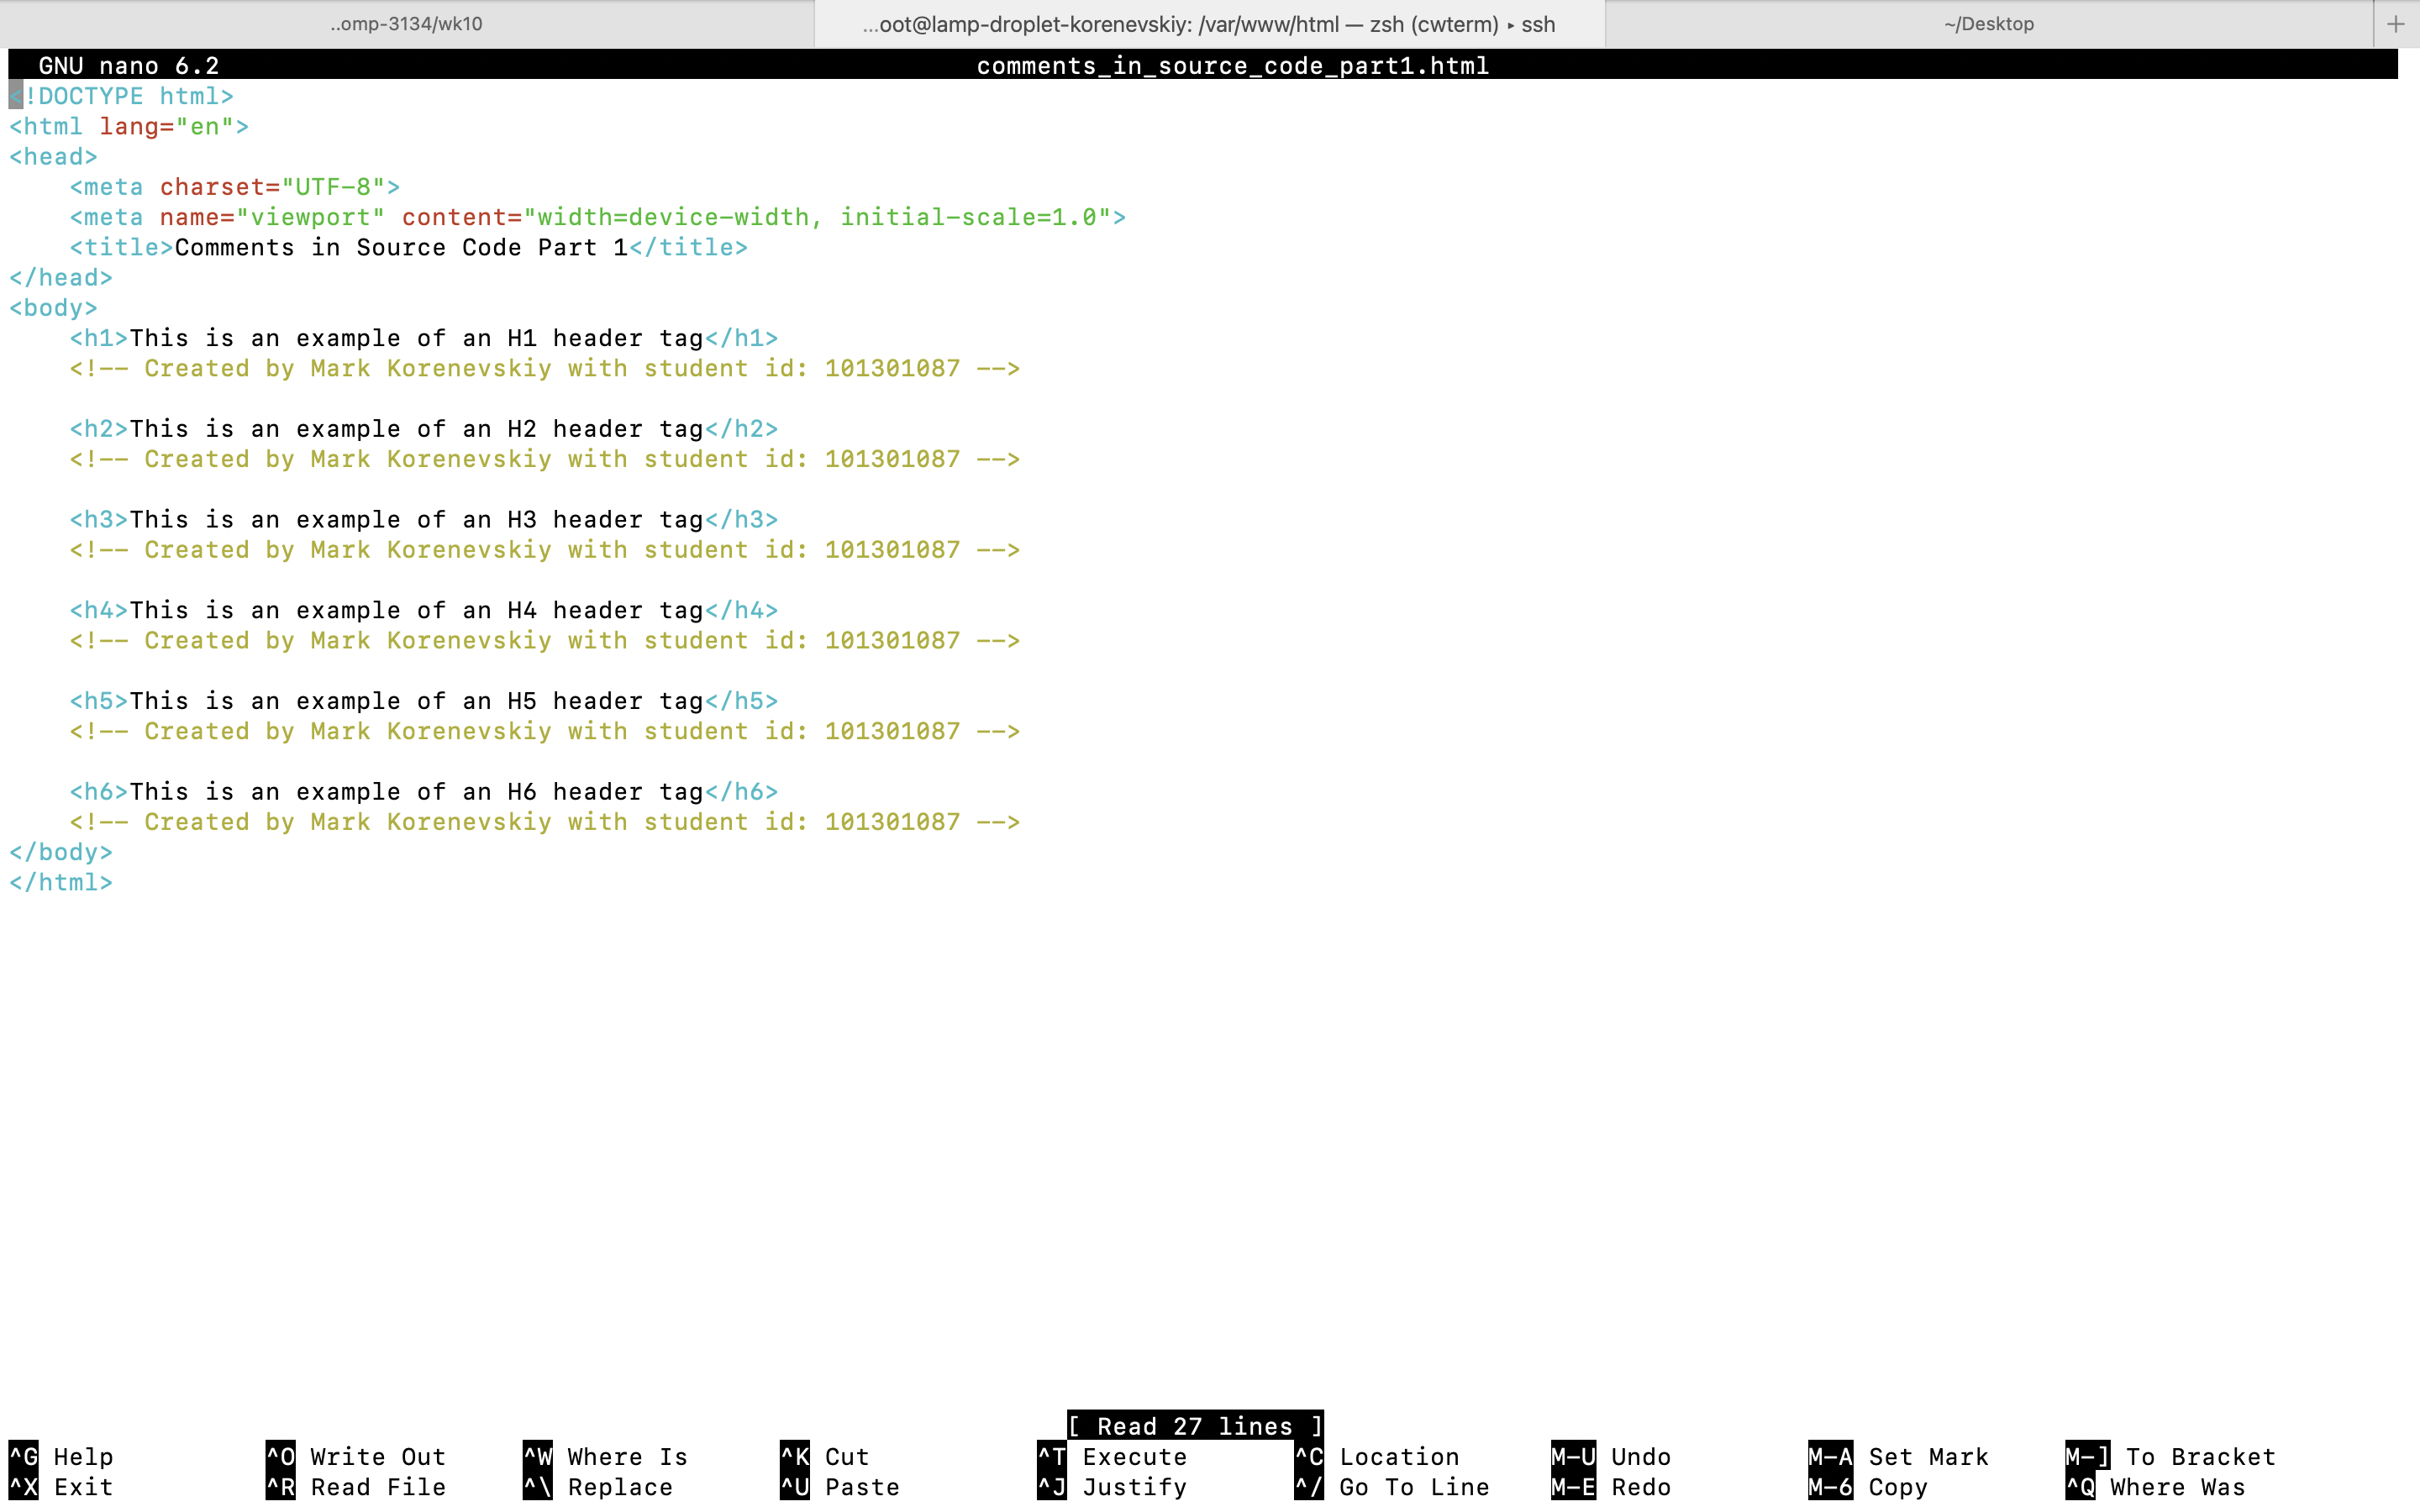 ..omp-3134/wk10
...oot@lamp-droplet-korenevskiy: /var/www/html — zsh (cwterm) ▸ ssh
~/Desktop
+
GNU nano 6.2 comments_in_source_code_part1.html
<!DOCTYPE html>
<html lang="en">
<head>
    <meta charset="UTF-8">
    <meta name="viewport" content="width=device-width, initial-scale=1.0">
    <title>Comments in Source Code Part 1</title>
</head>
<body>
    <h1>This is an example of an H1 header tag</h1>
    <!-- Created by Mark Korenevskiy with student id: 101301087 -->

    <h2>This is an example of an H2 header tag</h2>
    <!-- Created by Mark Korenevskiy with student id: 101301087 -->

    <h3>This is an example of an H3 header tag</h3>
    <!-- Created by Mark Korenevskiy with student id: 101301087 -->

    <h4>This is an example of an H4 header tag</h4>
    <!-- Created by Mark Korenevskiy with student id: 101301087 -->

    <h5>This is an example of an H5 header tag</h5>
    <!-- Created by Mark Korenevskiy with student id: 101301087 -->

    <h6>This is an example of an H6 header tag</h6>
    <!-- Created by Mark Korenevskiy with student id: 101301087 -->
</body>
</html>
[ Read 27 lines ]
^G Help ^O Write Out ^W Where Is ^K Cut ^T Execute ^C Location M-U Undo M-A Set Mark M-] To Bracket
^X Exit ^R Read File ^\ Replace ^U Paste ^J Justify ^/ Go To Line M-E Redo M-6 Copy ^Q Where Was